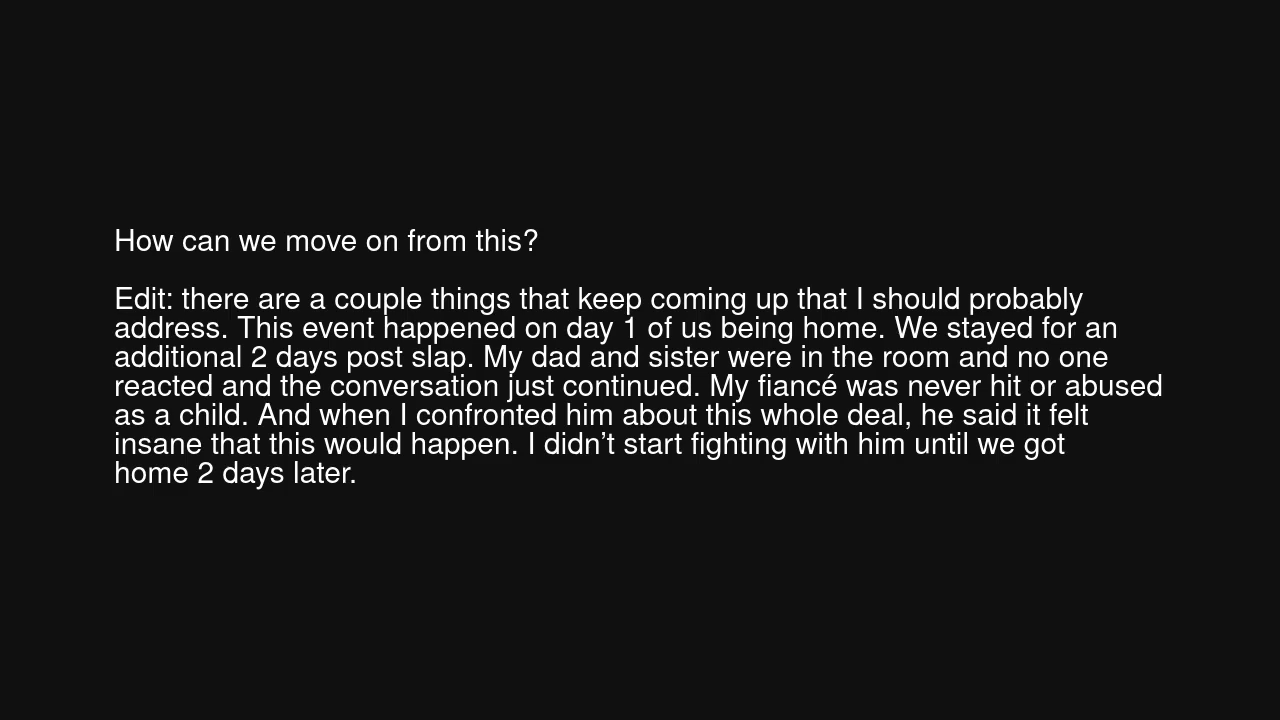 How can we move on from this?
Edit: there are a couple things that keep coming up that I should probably
address. This event happened on day 1 of us being home. We stayed for an
additional 2 days post slap. My dad and sister were in the room and no one
reacted and the conversation just continued. My fiancé was never hit or abused
as a child. And when I confronted him about this whole deal, he said it felt
insane that this would happen. I didn’t start fighting with him until we got
home 2 days later.